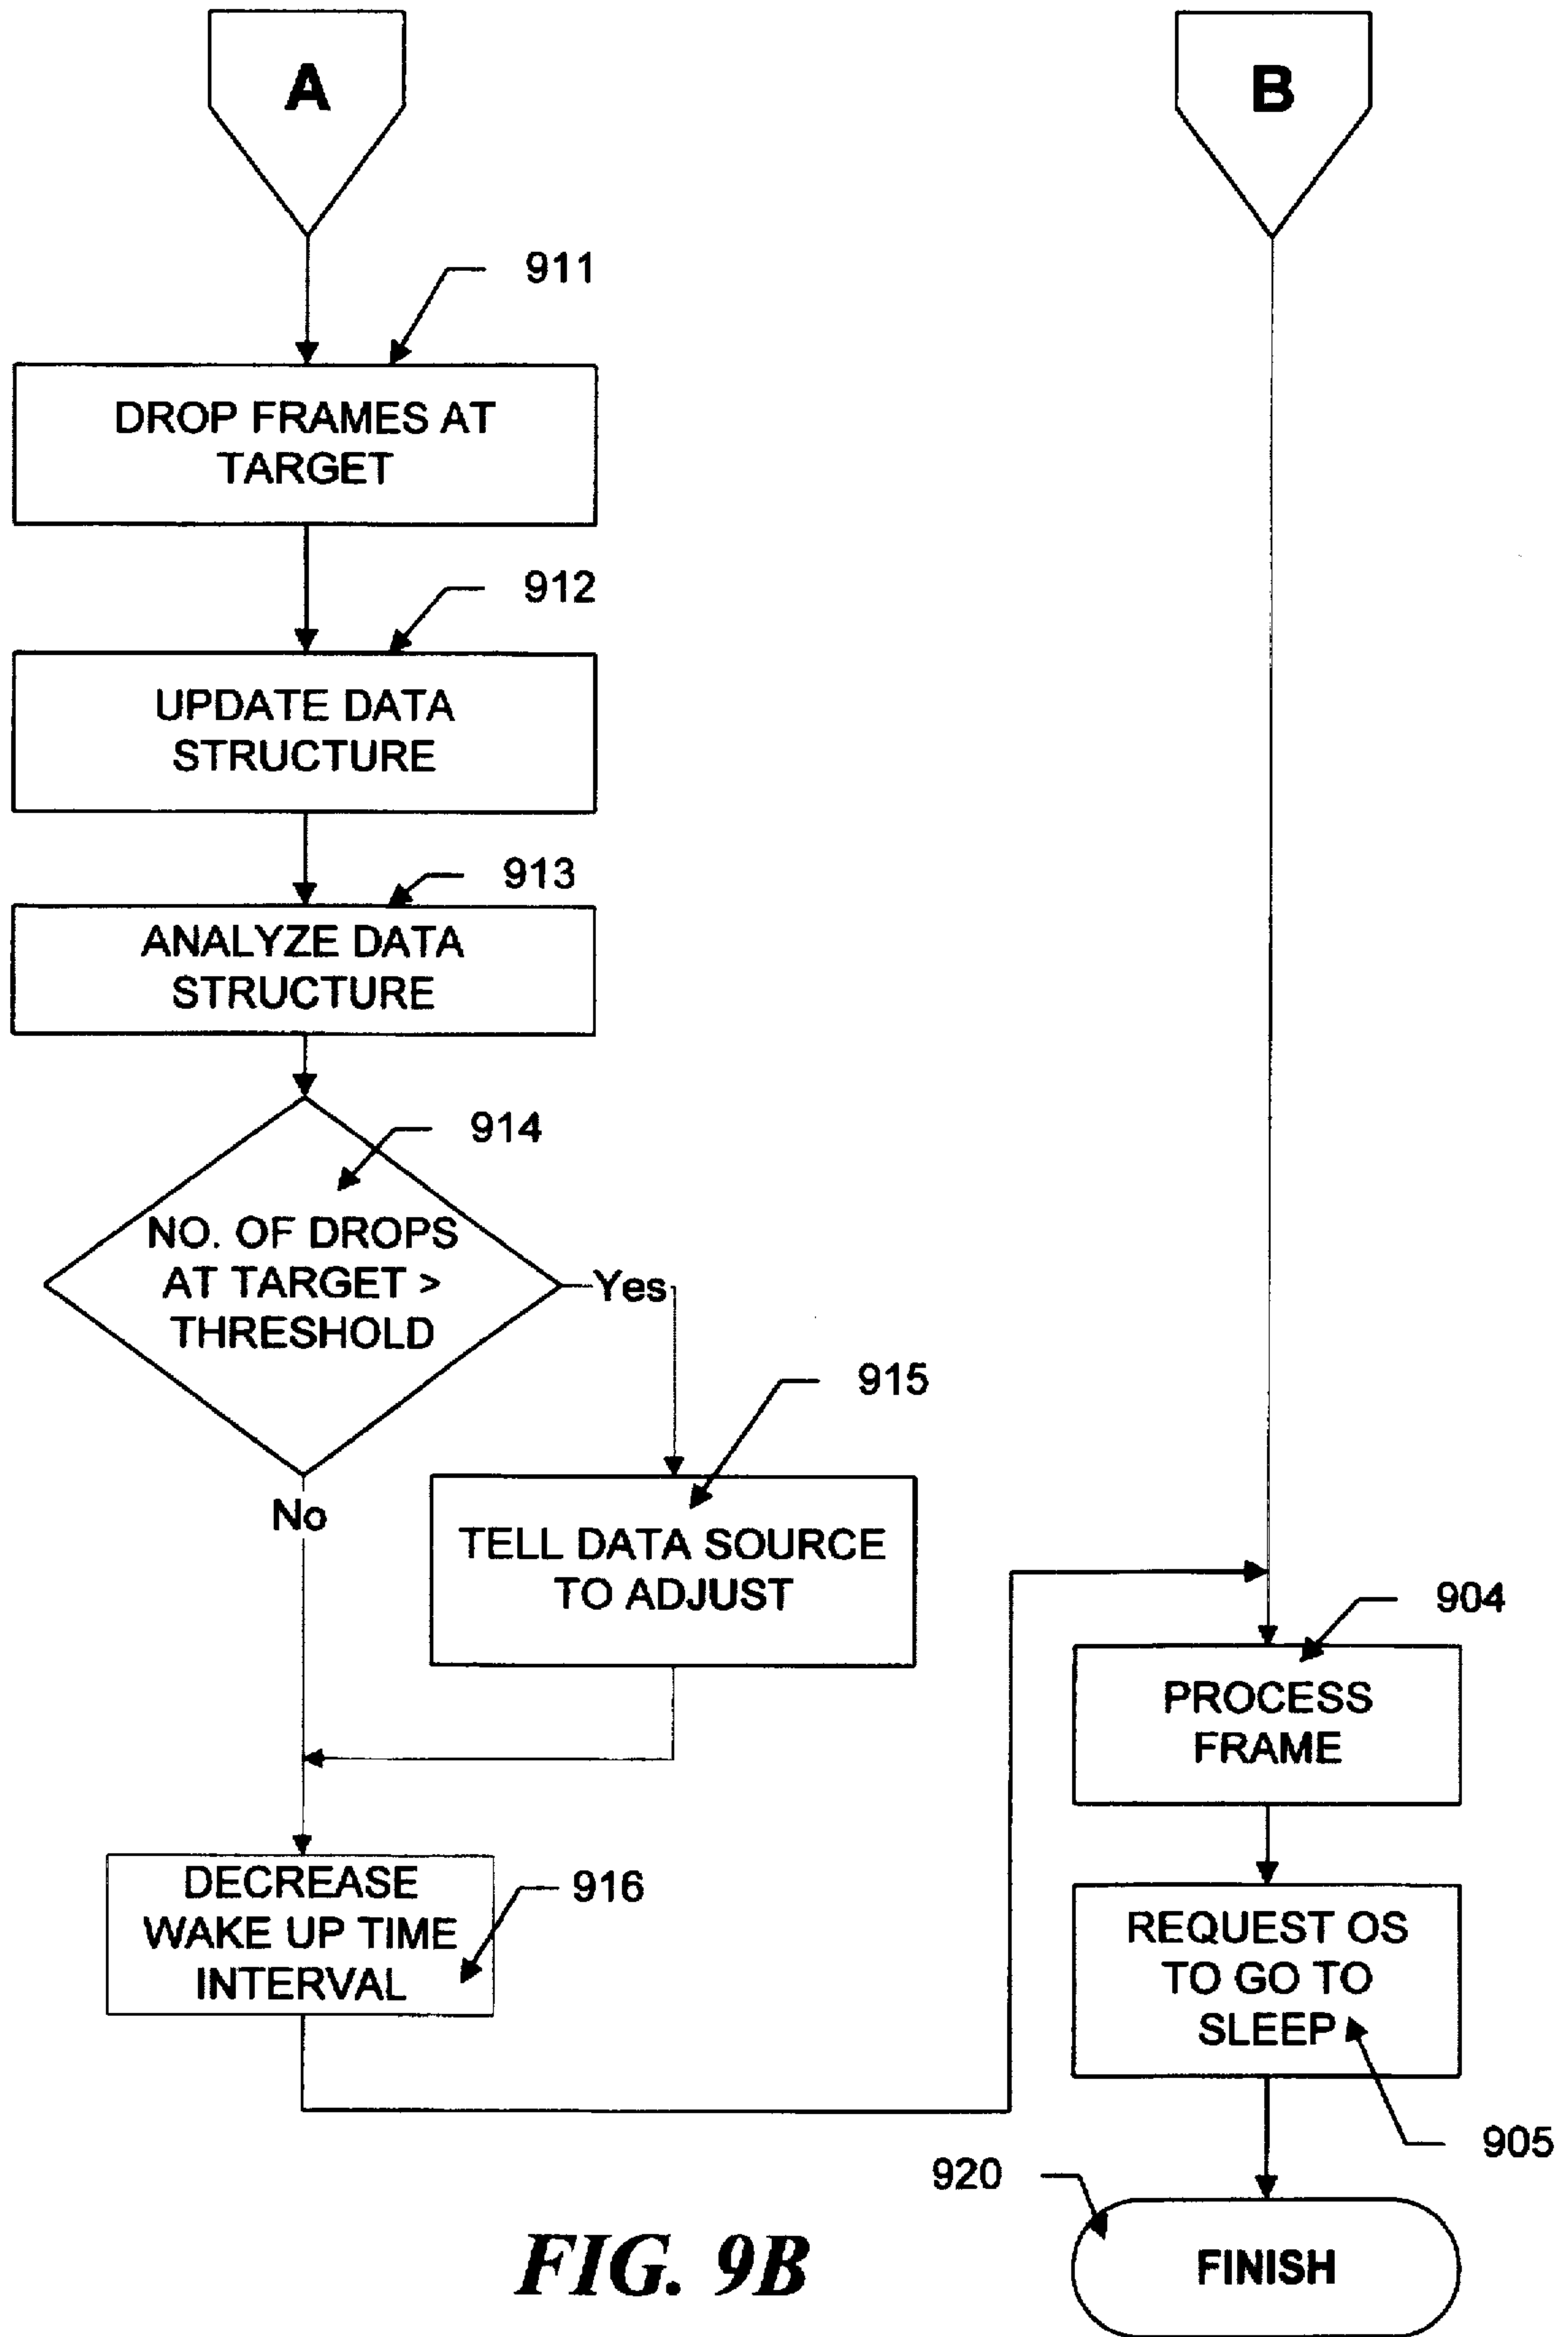 A
B
911
DROP FRAMES AT
TARGET
912
UPDATE DATA
STRUCTURE
913
ANALYZE DATA
STRUCTURE
914
NO. OF DROPS
AT TARGET >
THRESHOLD
Yes
No
915
TELL DATA SOURCE
TO ADJUST
916
DECREASE
WAKE UP TIME
INTERVAL
904
PROCESS
FRAME
REQUEST OS
TO GO TO
SLEEP
905
920
FINISH
FIG. 9B